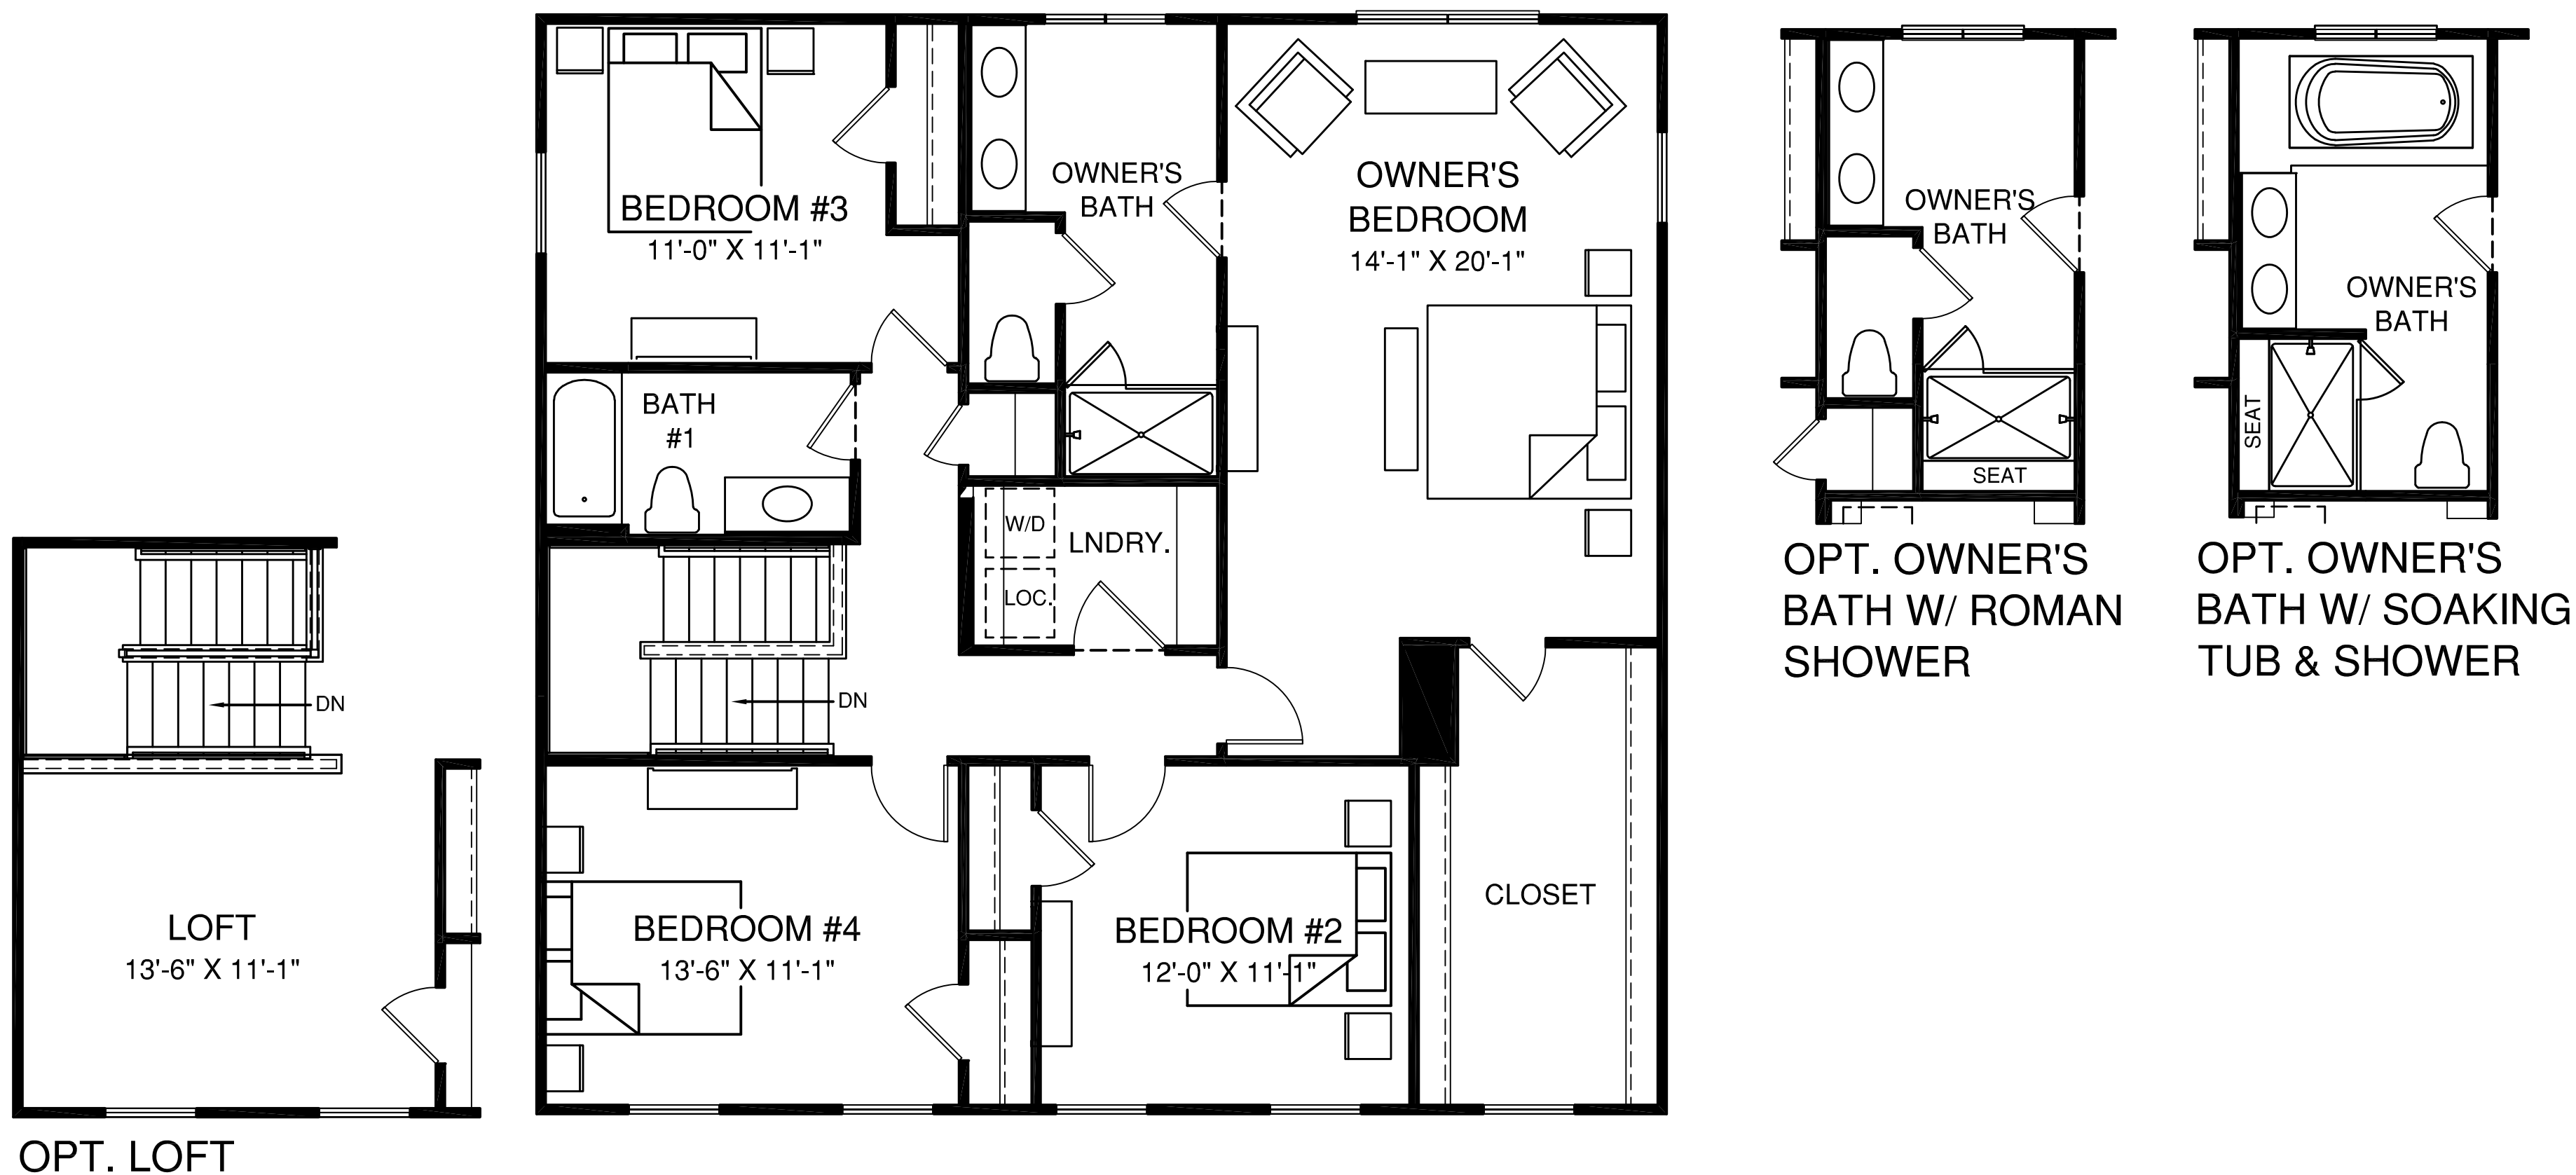 OWNER'S
BATH
OWNER'S
BEDROOM
14'-1" X 20'-1"
BEDROOM #3
11'-0" X 11'-1"
BATH
#1
W/D
LOC.
LNDRY.
DN
BEDROOM #4
13'-6" X 11'-1"
BEDROOM #2
12'-0" X 11'-1"
CLOSET
DN
LOFT
13'-6" X 11'-1"
OPT. LOFT
OWNER'S
BATH
SEAT
OPT. OWNER'S
BATH W/ ROMAN
SHOWER
OWNER'S
BATH
SEAT
OPT. OWNER'S
BATH W/ SOAKING
TUB & SHOWER